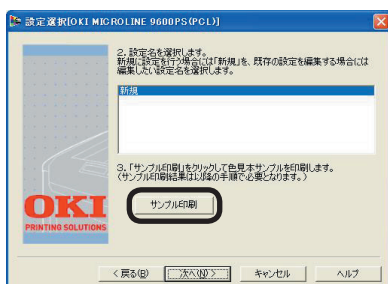 設定選択[OKI MICROLINE 9600PS(PCL)]
2. 設定名を選択します。
新規に設定を行う場合には「新規」を、既存の設定を編集する場合には
編集したい設定名を選択します。
新規
3. 「サンプル印刷」をクリックして色見本サンプルを印刷します。
(サンプル印刷結果は以降の手順で必要となります。)
サンプル印刷
OKI
PRINTING SOLUTIONS
< 戻る(B)
次へ(N) >
キャンセル
ヘルプ